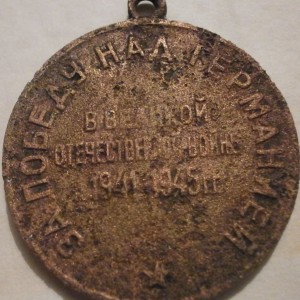 ЗА ПОБЕДУ НАД ГЕРМАНИЕЙ
В ВЕЛИКОЙ
ОТЕЧЕСТВЕННОЙ ВОЙНЕ
1941-1945 ГГ